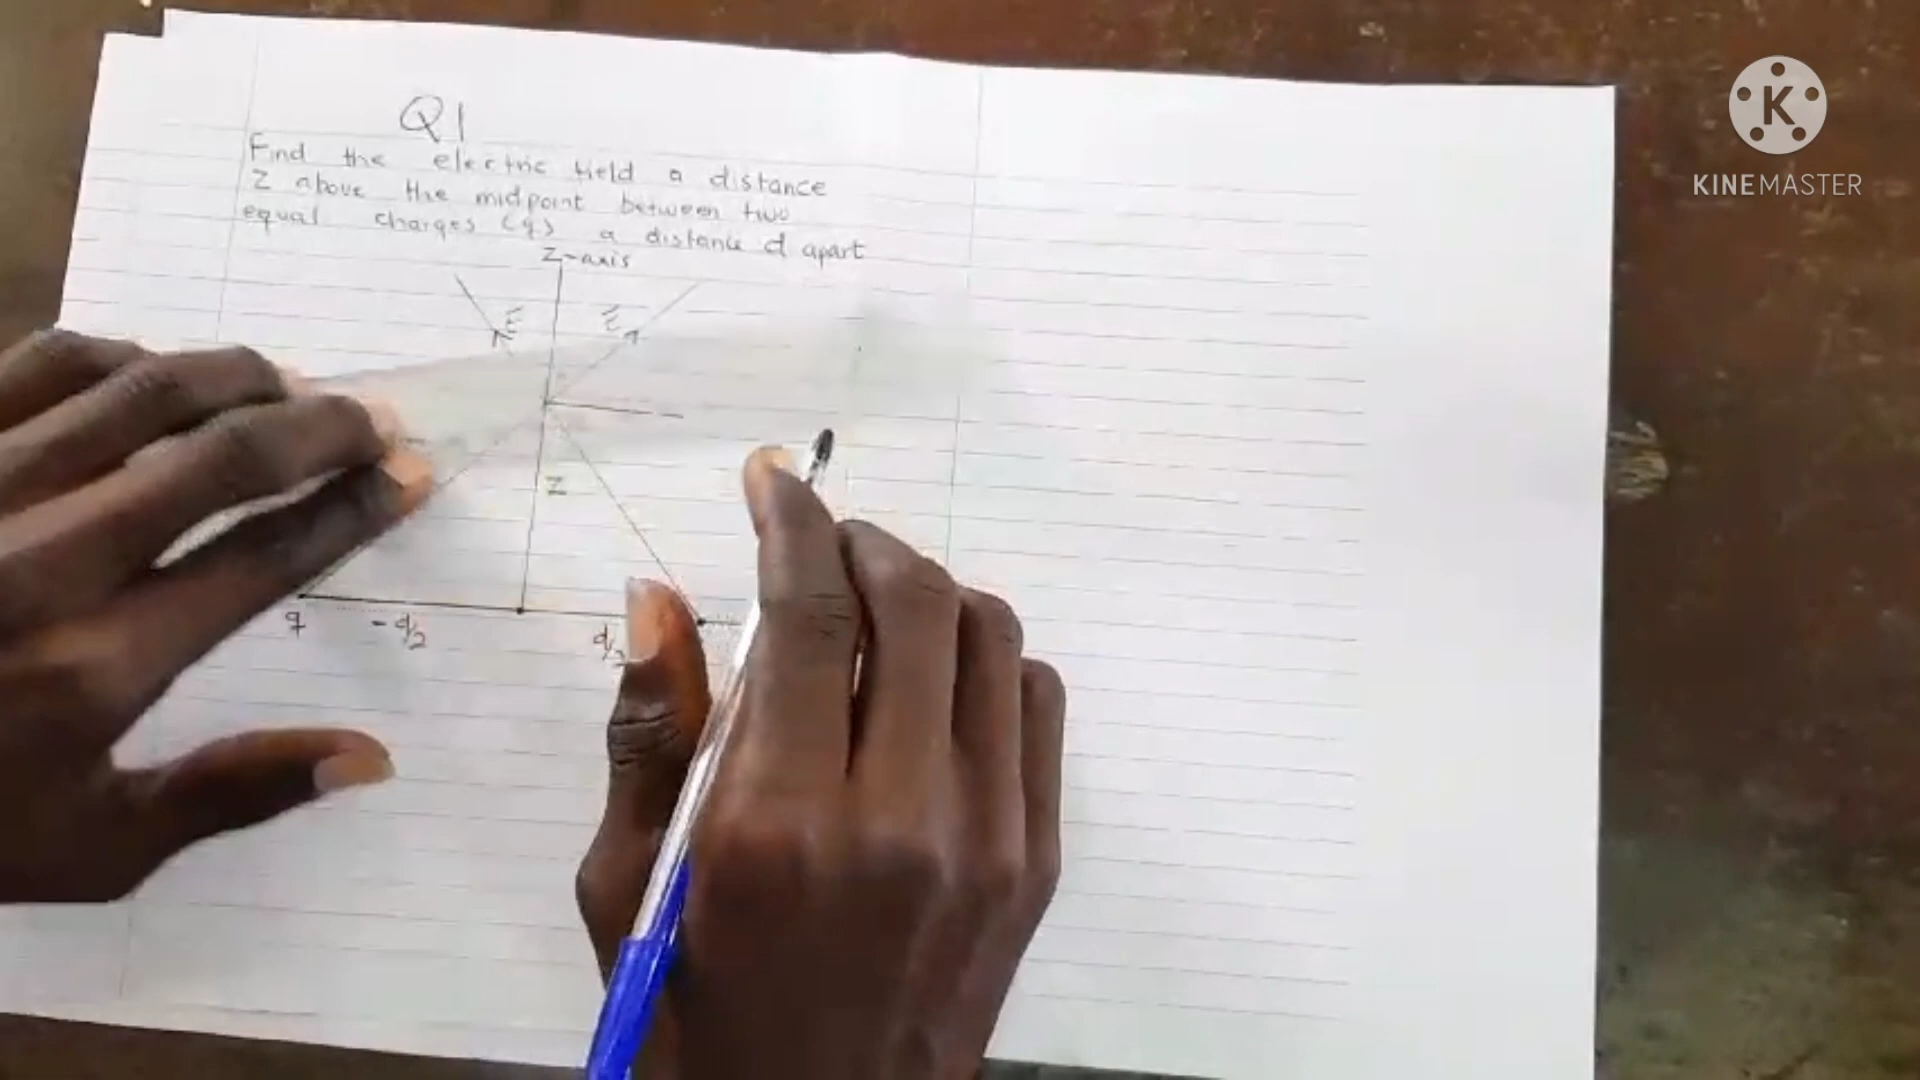 Q1
Find the electric field a distance
Z above the midpoint between two
equal charges (q) a distance d apart
Z-axis
E E
Z
q -d/2 d/2
K
KINEMASTER